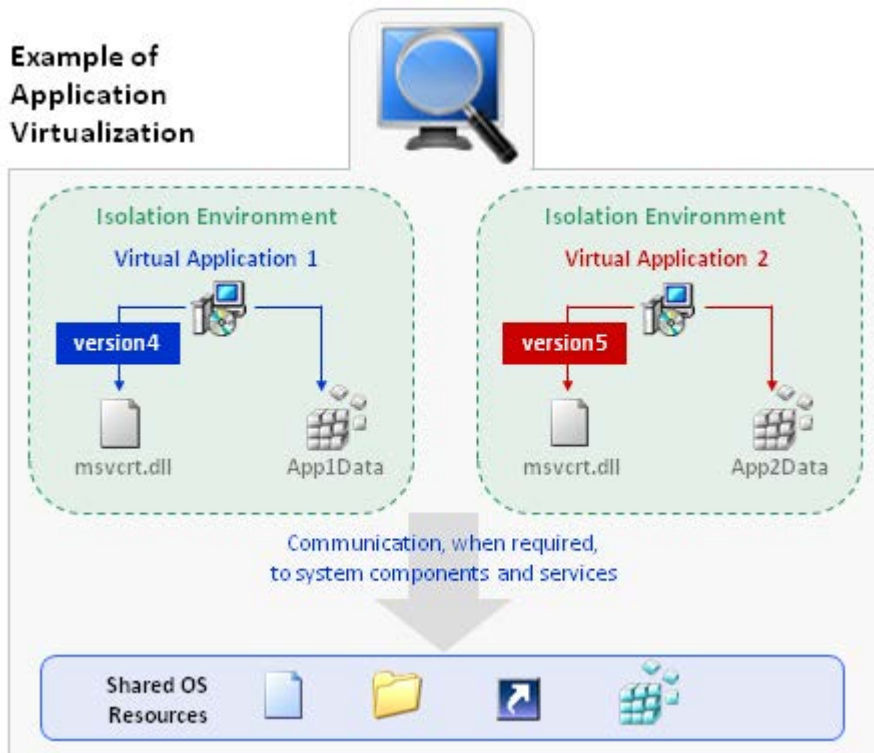 Example of
Application
Virtualization
Isolation Environment
Virtual Application 1
version4
msvcrt.dll
App1Data
Isolation Environment
Virtual Application 2
version5
msvcrt.dll
App2Data
Communication, when required,
to system components and services
Shared OS
Resources